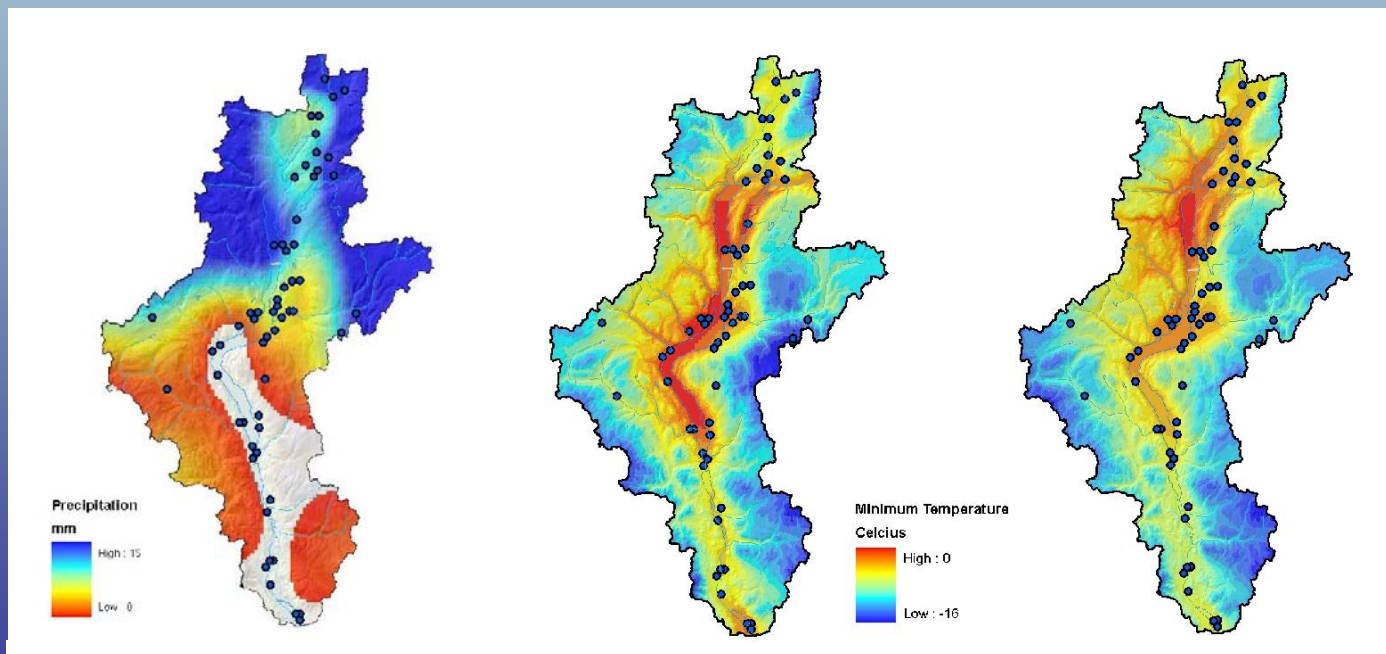 Precipitation
mm
High : 15
Low : 0
Minimum Temperature
Celcius
High : 0
Low : -16